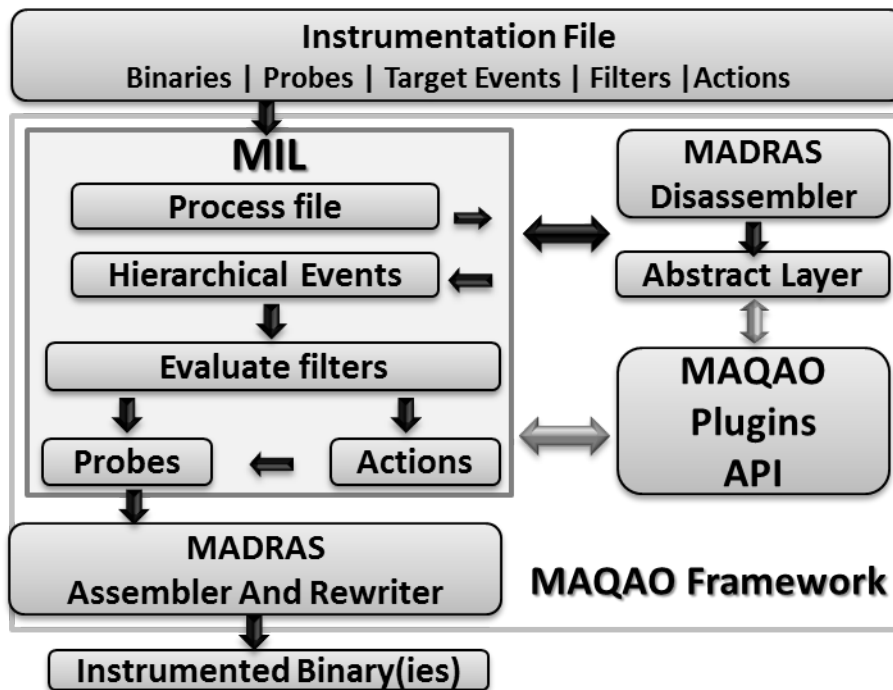 Instrumentation File
Binaries | Probes | Target Events | Filters |Actions
MIL
Process file
Hierarchical Events
Evaluate filters
Probes
Actions
MADRAS
Disassembler
Abstract Layer
MAQAO
Plugins
API
MADRAS
Assembler And Rewriter
MAQAO Framework
Instrumented Binary(ies)